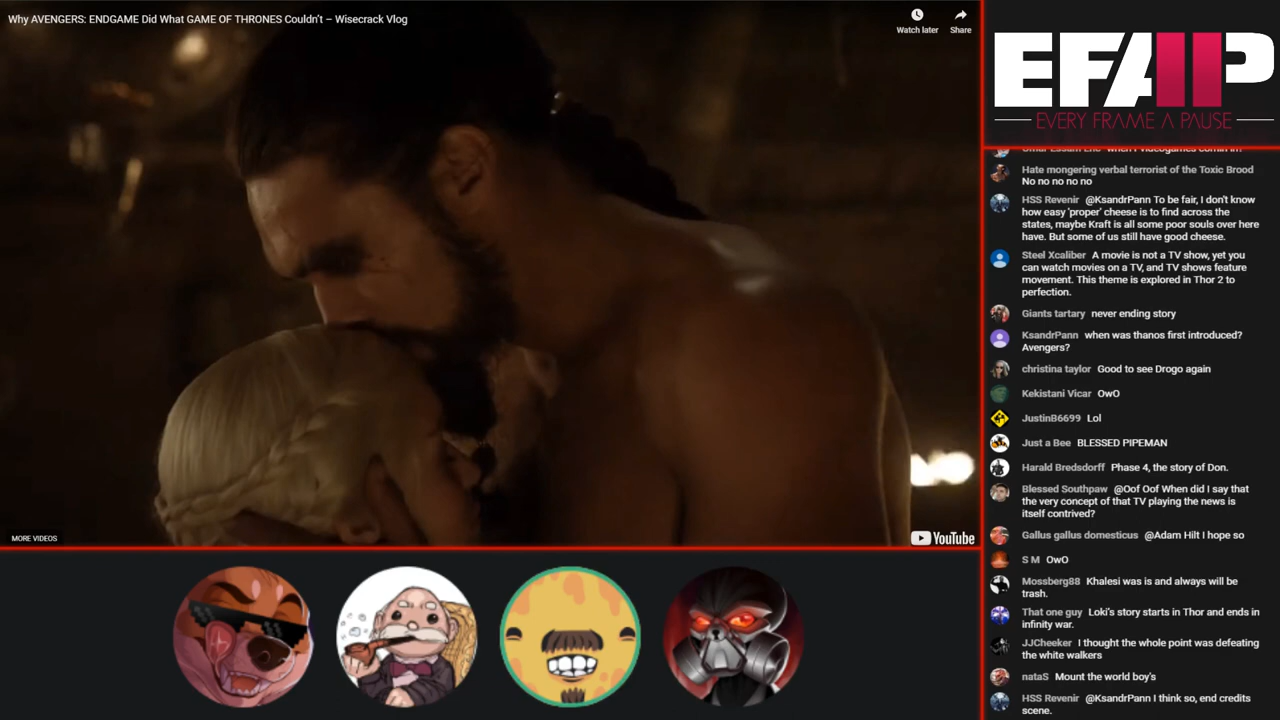 Why AVENGERS: ENDGAME Did What GAME OF THRONES Couldn't – Wisecrack Vlog
Watch later
Share
MORE VIDEOS
YouTube
EFAP
EVERY FRAME A PAUSE
Hate mongering verbal terrorist of the Toxic Brood
No no no no no
HSS Revenir @KsandrPann To be fair, I don't know
how easy 'proper' cheese is to find across the
states, maybe Kraft is all some poor souls over here
have. But some of us still have good cheese.
Steel Xcaliber A movie is not a TV show, yet you
can watch movies on a TV, and TV shows feature
movement. This theme is explored in Thor 2 to
perfection.
Giants tartary never ending story
KsandrPann when was thanos first introduced?
Avengers?
christina taylor Good to see Drogo again
Kekistani Vicar OwO
JustinB6699 Lol
Just a Bee BLESSED PIPEMAN
Harald Bredsdorff Phase 4, the story of Don.
Blessed Southpaw @Oof Oof When did I say that
the very concept of that TV playing the news is
itself contrived?
Gallus gallus domesticus @Adam Hilt I hope so
S M OwO
Mossberg88 Khalesi was is and always will be
trash.
That one guy Loki's story starts in Thor and ends in
infinity war.
JJCheeker I thought the whole point was defeating
the white walkers
nataS Mount the world boy's
HSS Revenir @KsandrPann I think so, end credits
scene.